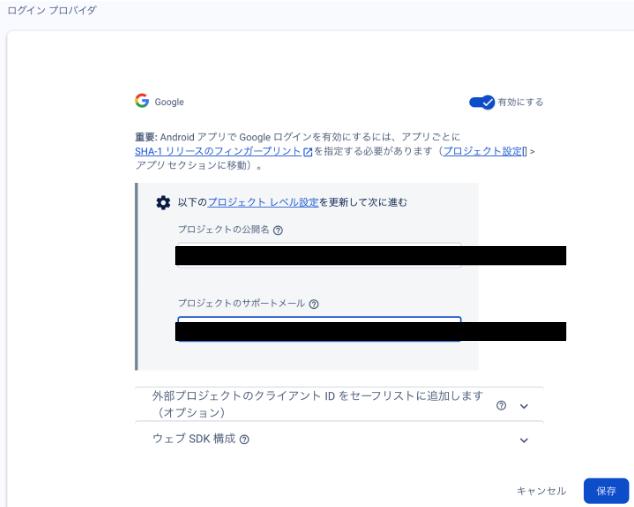 ログイン プロバイダ
Google
有効にする
重要: Android アプリで Google ログインを有効にするには、アプリごとに
SHA-1 リリースのフィンガープリント を指定する必要があります（プロジェクト設定 >
アプリ セクションに移動）。
以下のプロジェクト レベル設定を更新して次に進む
プロジェクトの公開名
プロジェクトのサポートメール
外部プロジェクトのクライアント ID をセーフリストに追加します
（オプション）
ウェブ SDK 構成
キャンセル
保存